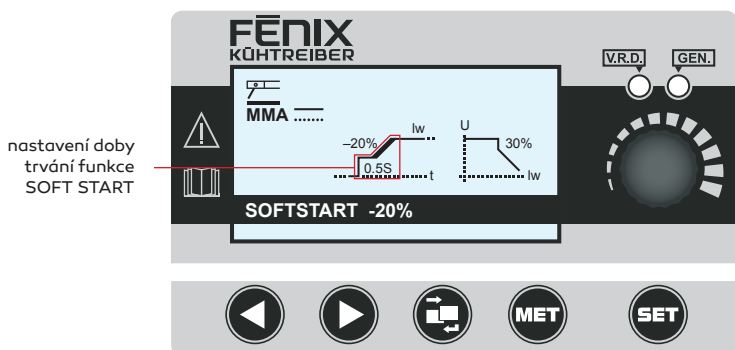 FĒNIX
KÜHTREIBER
V.R.D. GEN.
MMA
Iw
U
–20%
30%
0.5S
t
Iw
nastavení doby
trvání funkce
SOFT START
SOFTSTART -20%
MET
SET